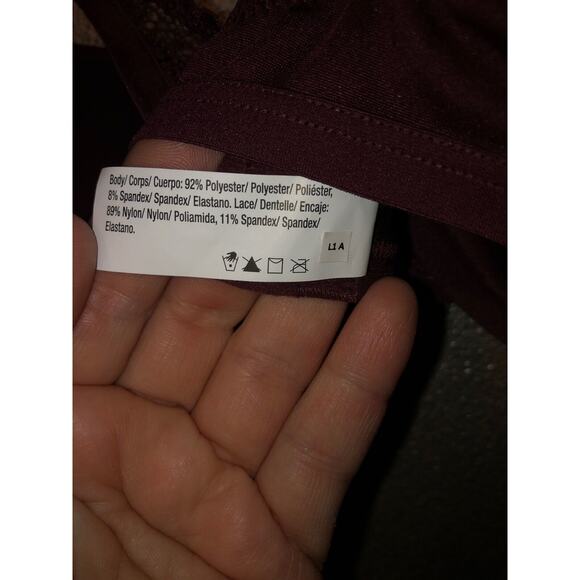 Body/ Corps/ Cuerpo: 92% Polyester/ Polyester/ Poliéster,
8% Spandex/ Spandex/ Elastano. Lace/ Dentelle/ Encaje:
89% Nylon/ Nylon/ Poliamida, 11% Spandex/ Spandex/
Elastano.
L1 A